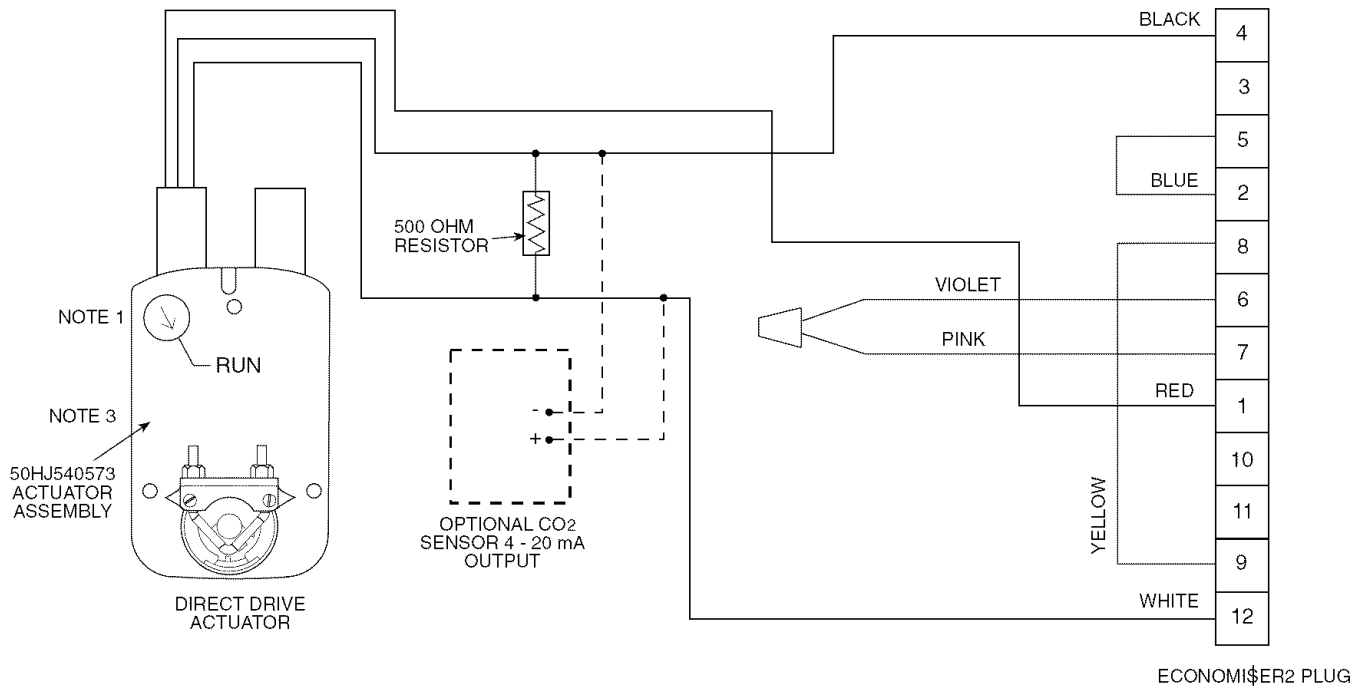 BLACK
4
3
5
BLUE
2
8
500 OHM
RESISTOR
VIOLET
6
NOTE 1
PINK
7
RUN
RED
1
NOTE 3
-
+
10
50HJ540573
ACTUATOR
ASSEMBLY
YELLOW
11
OPTIONAL CO2
SENSOR 4 - 20 mA
OUTPUT
9
DIRECT DRIVE
ACTUATOR
WHITE
12
ECONOMI$ER2 PLUG